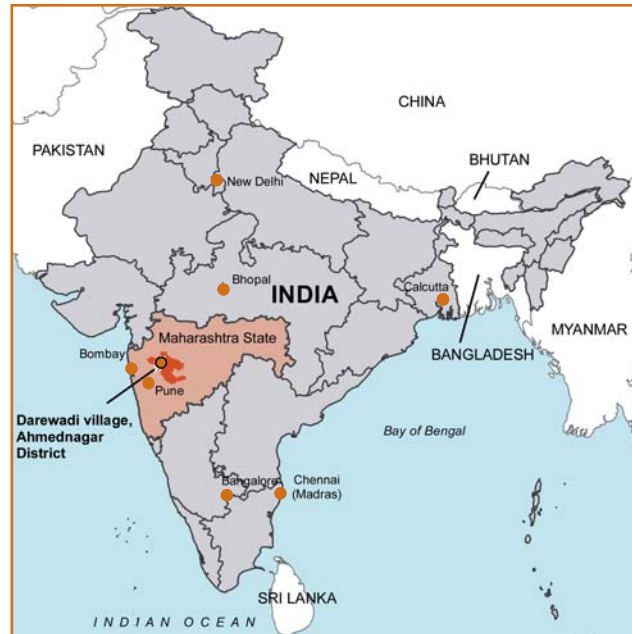 CHINA
PAKISTAN
BHUTAN
New Delhi
NEPAL
Bhopal
INDIA
Calcutta
MYANMAR
Maharashtra State
Bombay
BANGLADESH
Pune
Darewadi village,
Ahmednagar
District
Bay of Bengal
Bangalore
Chennai
(Madras)
SRI LANKA
INDIAN OCEAN